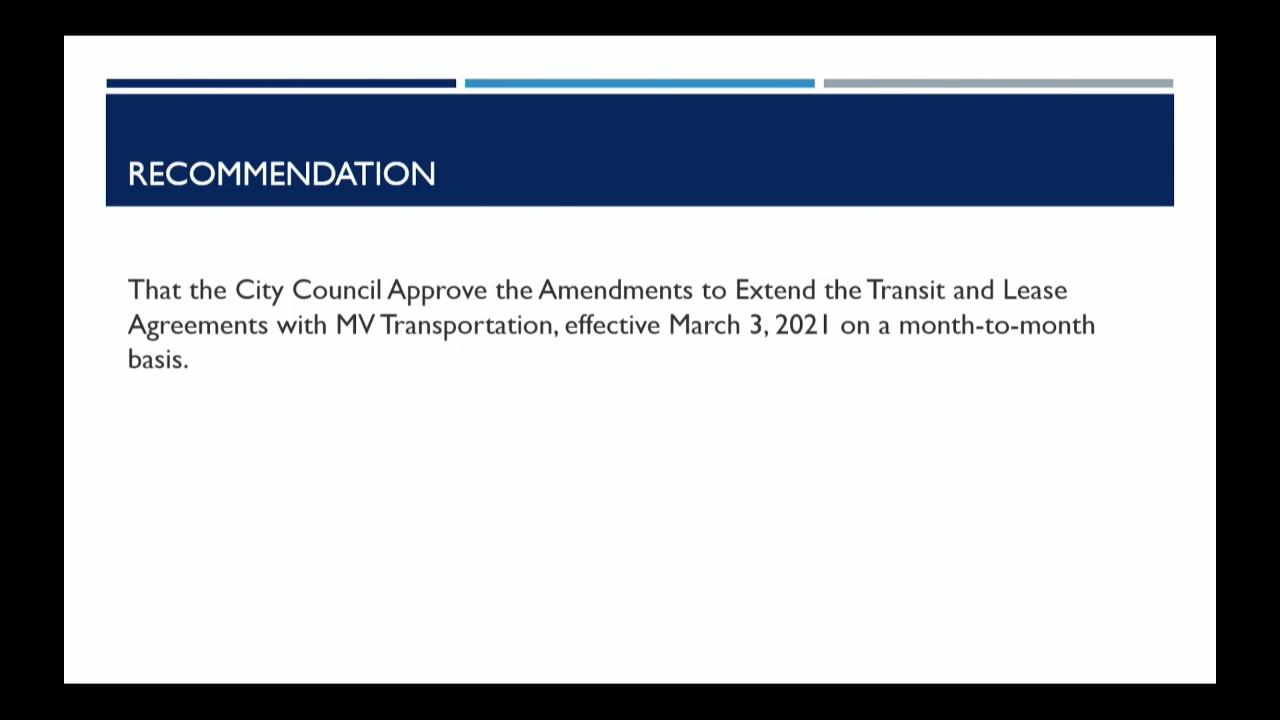 RECOMMENDATION
That the City Council Approve the Amendments to Extend the Transit and Lease
Agreements with MV Transportation, effective March 3, 2021 on a month-to-month
basis.